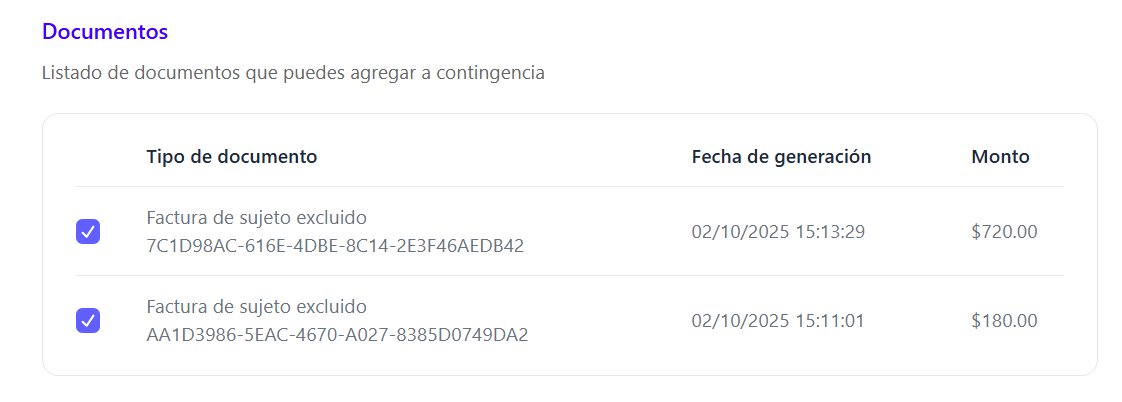 Documentos
Listado de documentos que puedes agregar a contingencia
Tipo de documento Fecha de generación Monto
Factura de sujeto excluido
7C1D98AC-616E-4DBE-8C14-2E3F46AEDB42 02/10/2025 15:13:29 $720.00
Factura de sujeto excluido
AA1D3986-5EAC-4670-A027-8385D0749DA2 02/10/2025 15:11:01 $180.00